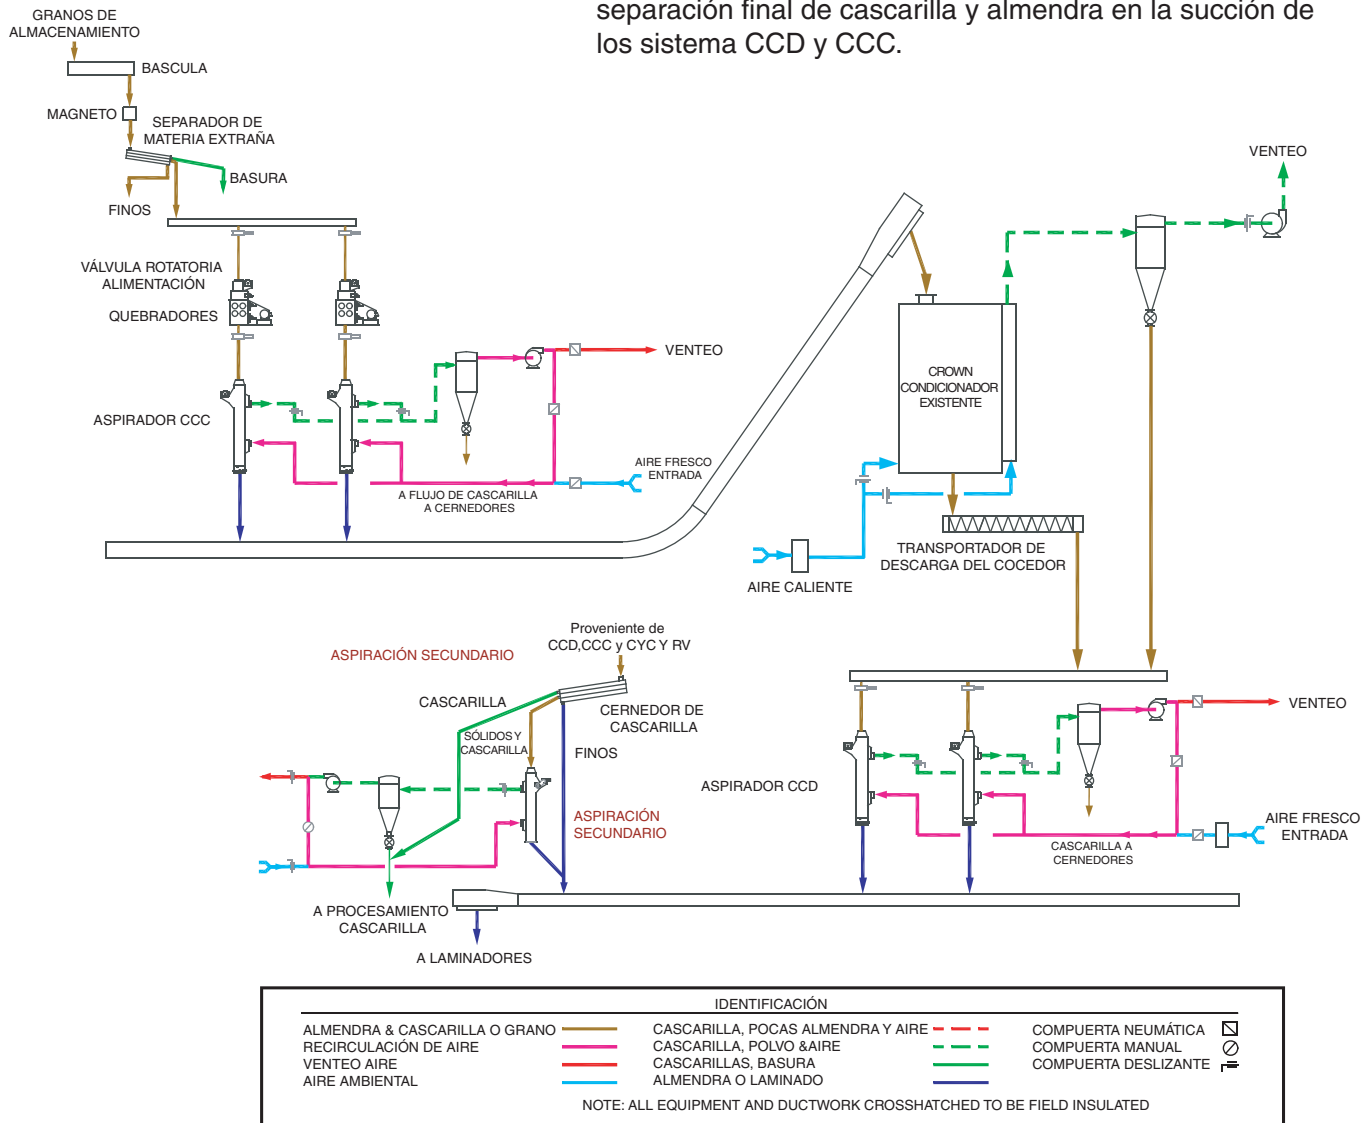 separación final de cascarilla y almendra en la succión de
los sistema CCD y CCC.
GRANOS DE
ALMACENAMIENTO
BASCULA
MAGNETO
SEPARADOR DE
MATERIA EXTRAÑA
BASURA
FINOS
VÁLVULA ROTATORIA
ALIMENTACIÓN
QUEBRADORES
ASPIRADOR CCC
VENTEO
AIRE FRESCO
ENTRADA
A FLUJO DE CASCARILLA
A CERNEDORES
VENTEO
CROWN
CONDICIONADOR
EXISTENTE
TRANSPORTADOR DE
DESCARGA DEL COCEDOR
AIRE CALIENTE
Proveniente de
CCD,CCC y CYC Y RV
ASPIRACIÓN SECUNDARIO
CASCARILLA
CERNEDOR DE
CASCARILLA
SÓLIDOS Y
CASCARILLA
FINOS
ASPIRACIÓN
SECUNDARIO
A PROCESAMIENTO
CASCARILLA
A LAMINADORES
ASPIRADOR CCD
VENTEO
AIRE FRESCO
ENTRADA
CASCARILLA A
CERNEDORES
IDENTIFICACIÓN
ALMENDRA & CASCARILLA O GRANO
RECIRCULACIÓN DE AIRE
VENTEO AIRE
AIRE AMBIENTAL
CASCARILLA, POCAS ALMENDRA Y AIRE
CASCARILLA, POLVO &AIRE
CASCARILLAS, BASURA
ALMENDRA O LAMINADO
COMPUERTA NEUMÁTICA
COMPUERTA MANUAL
COMPUERTA DESLIZANTE
NOTE: ALL EQUIPMENT AND DUCTWORK CROSSHATCHED TO BE FIELD INSULATED